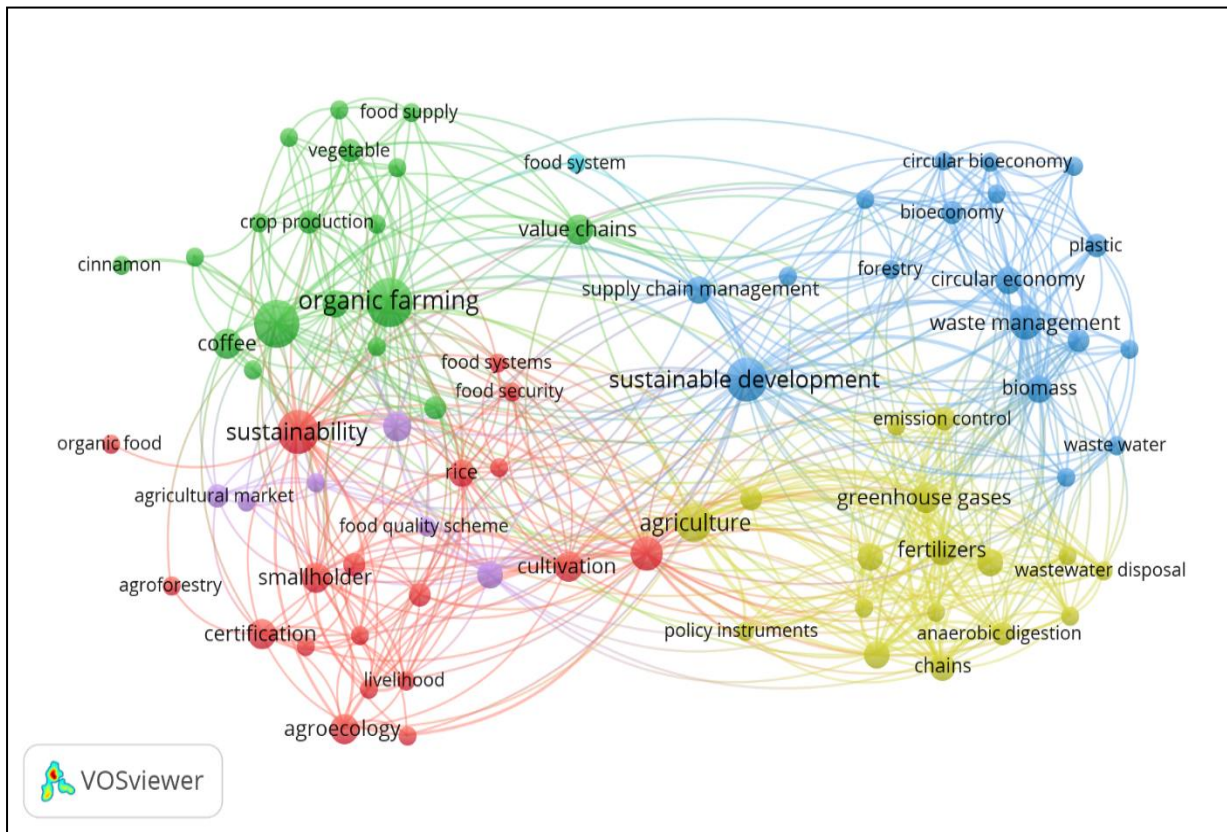 food supply
vegetable
food system
circular bioeconomy
crop production
value chains
bioeconomy
plastic
cinnamon
forestry
circular economy
supply chain management
organic farming
coffee
waste management
food systems
food security
sustainable development
biomass
emission control
organic food
sustainability
waste water
rice
agricultural market
greenhouse gases
food quality scheme
agriculture
fertilizers
cultivation
wastewater disposal
agroforestry
smallholder
certification
policy instruments
anaerobic digestion
livelihood
chains
agroecology
VOSviewer